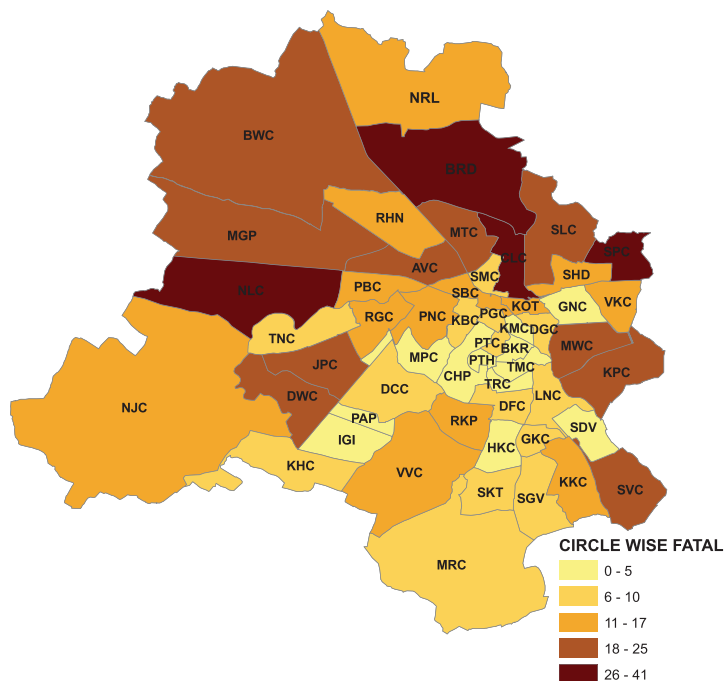 NRL
BWC
BRD
RHN
MTC
SLC
MGP
CLC
SPC
AVC
SMC
SHD
NLC
PBC
SBC
GNC
VKC
RGC
PNC
KBC
PGC
KOT
KMC
DGC
TNC
PTC
BKR
MWC
MPC
PTH
TMC
JPC
CHP
KPC
TRC
DWC
DCC
LNC
NJC
DFC
PAP
RKP
SDV
IGI
HKC
GKC
KHC
VVC
SKT
SGV
KKC
SVC
MRC
CIRCLE WISE FATAL
0 - 5
6 - 10
11 - 17
18 - 25
26 - 41